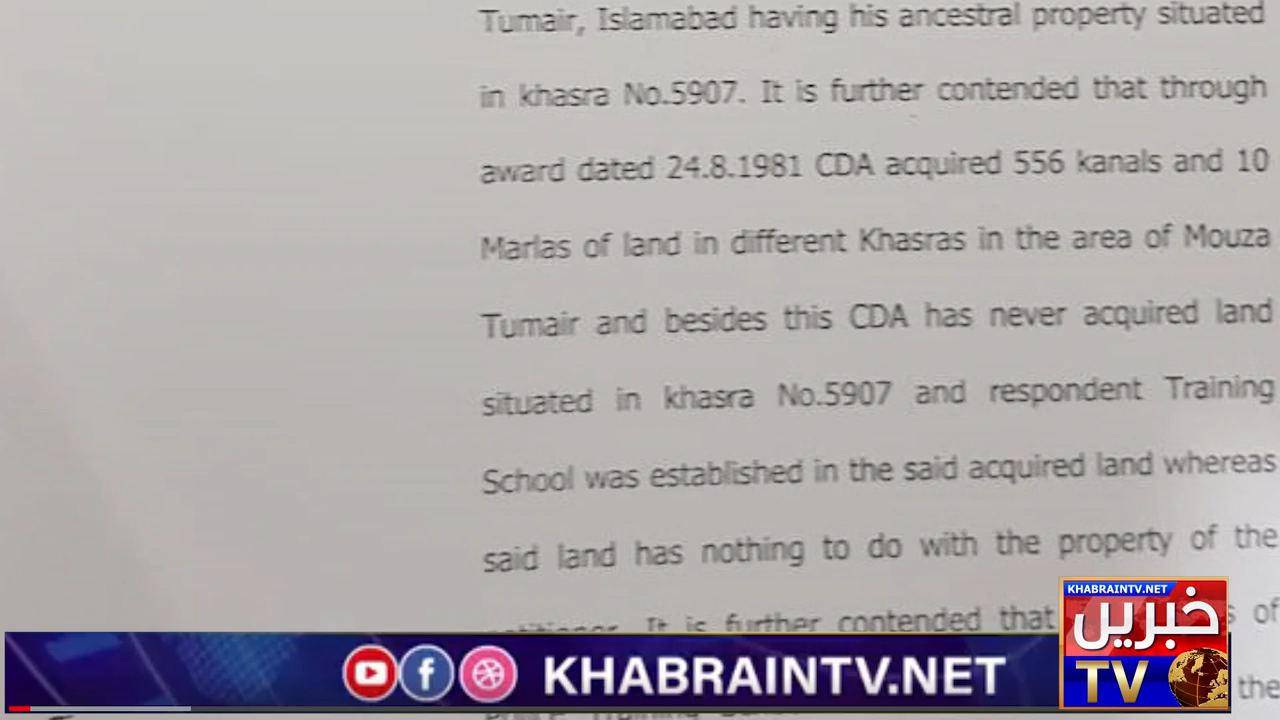 Tumair, Islamabad having his ancestral property situated
in khasra No.5907. It is further contended that through
award dated 24.8.1981 CDA acquired 556 kanals and 10
Marlas of land in different Khasras in the area of Mouza
Tumair and besides this CDA has never acquired land
situated in khasra No.5907 and respondent Training
School was established in the said acquired land whereas
said land has nothing to do with the property of the
It is further contended that of
the
KHABRAINTV.NET
KHABRAINTV.NET
خبریں
TV